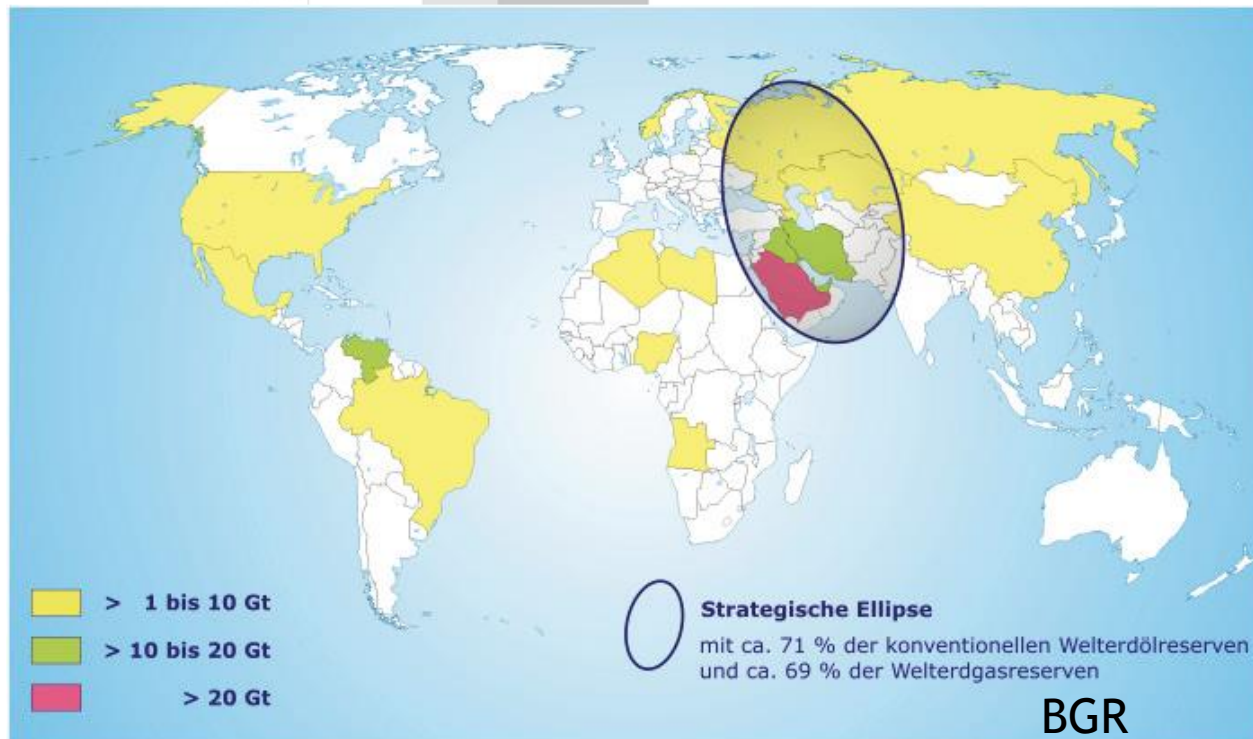 > 1 bis 10 Gt
> 10 bis 20 Gt
> 20 Gt
Strategische Ellipse
mit ca. 71 % der konventionellen Welterdölreserven
und ca. 69 % der Welterdgasreserven
BGR